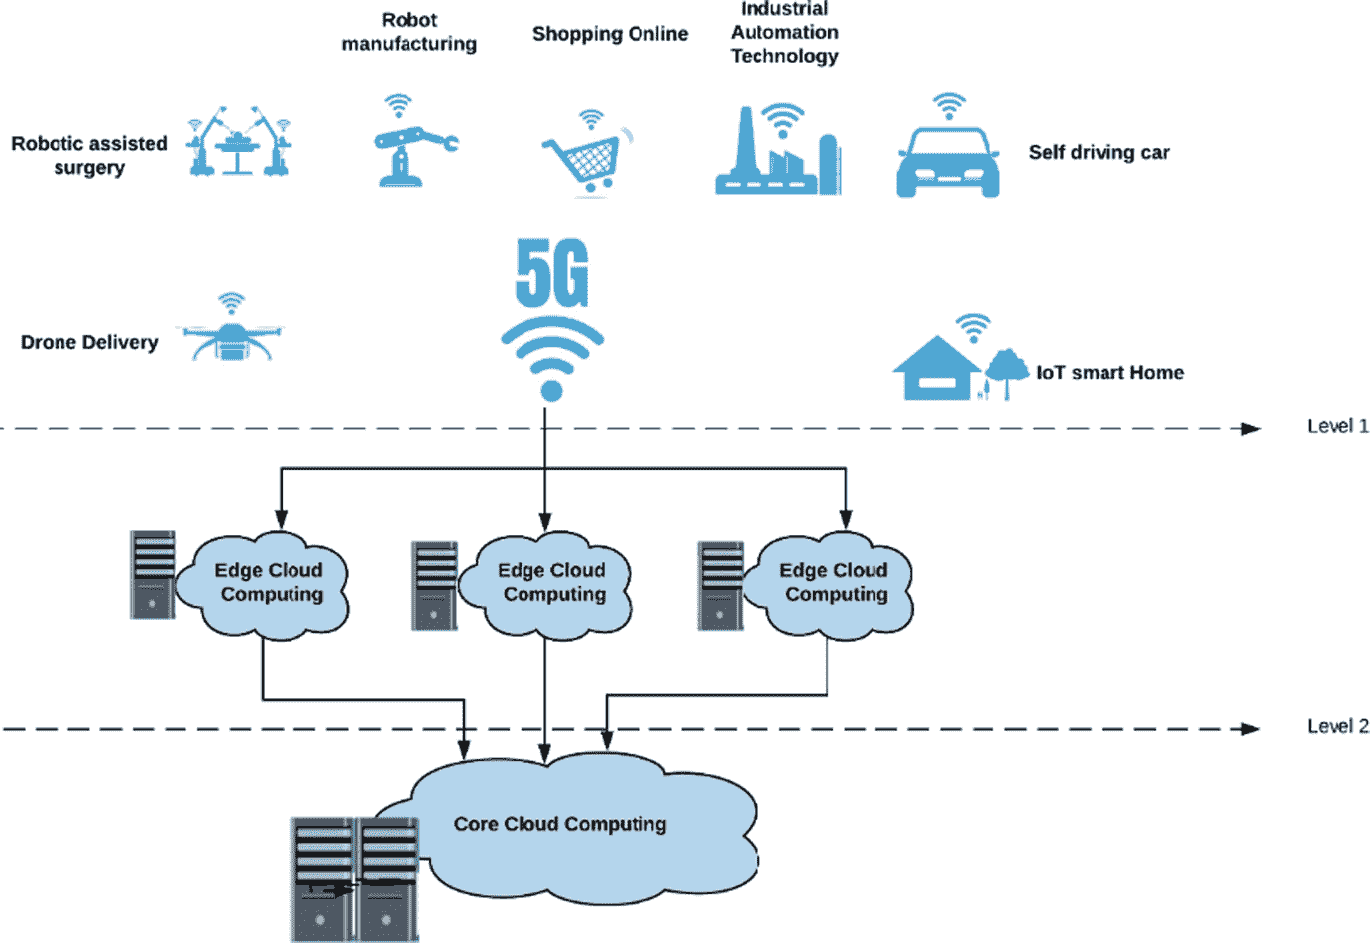 Robot
manufacturing
Shopping Online
Industrial
Automation
Technology
Robotic assisted
surgery
Self driving car
5G
Drone Delivery
IoT smart Home
Level 1
Edge Cloud
Computing
Edge Cloud
Computing
Edge Cloud
Computing
Level 2
Core Cloud Computing